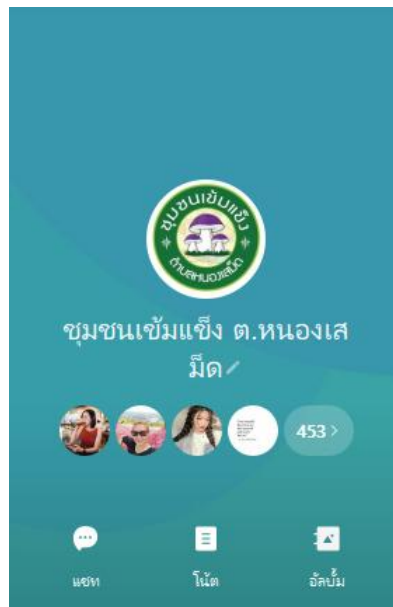 ชุมชนเข้มแข็ง
ตำบลหนองเสม็ด
ชุมชนเข้มแข็ง ต.หนองเส
ม็ด
453 >
แชท
โน้ต
อัลบั้ม